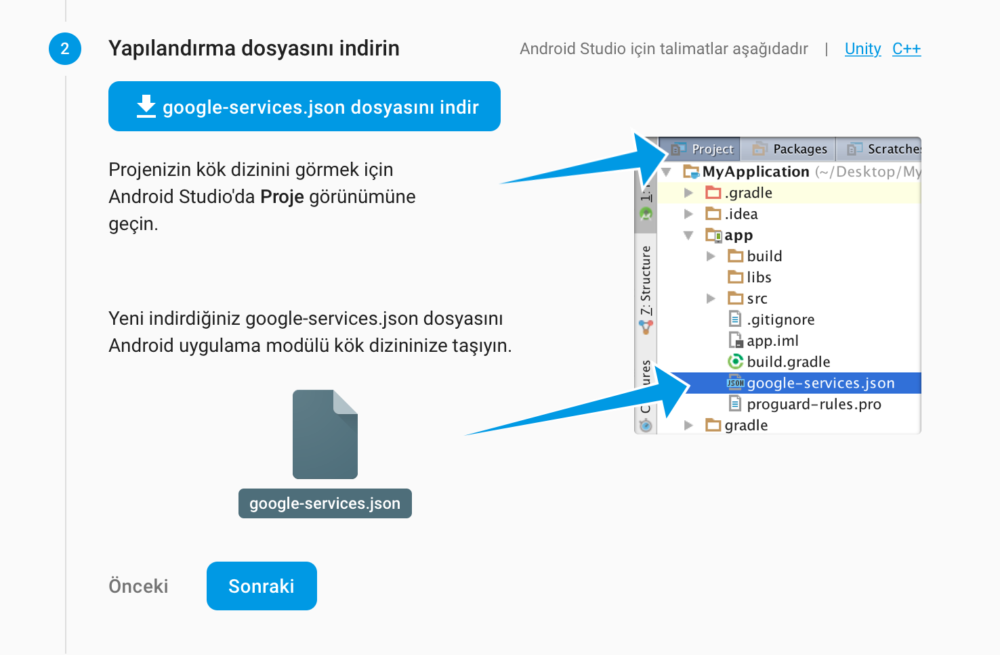 2
Yapılandırma dosyasını indirin
Android Studio için talimatlar aşağıdadır | Unity C++
google-services.json dosyasını indir
Projenizin kök dizinini görmek için
Android Studio'da Proje görünümüne
geçin.
Yeni indirdiğiniz google-services.json dosyasını
Android uygulama modülü kök dizininize taşıyın.
google-services.json
Project Packages Scratche
MyApplication (~/Desktop/My
.gradle
.idea
app
build
libs
src
.gitignore
app.iml
build.gradle
JSON google-services.json
proguard-rules.pro
gradle
1:
7: Structure
Önceki
Sonraki